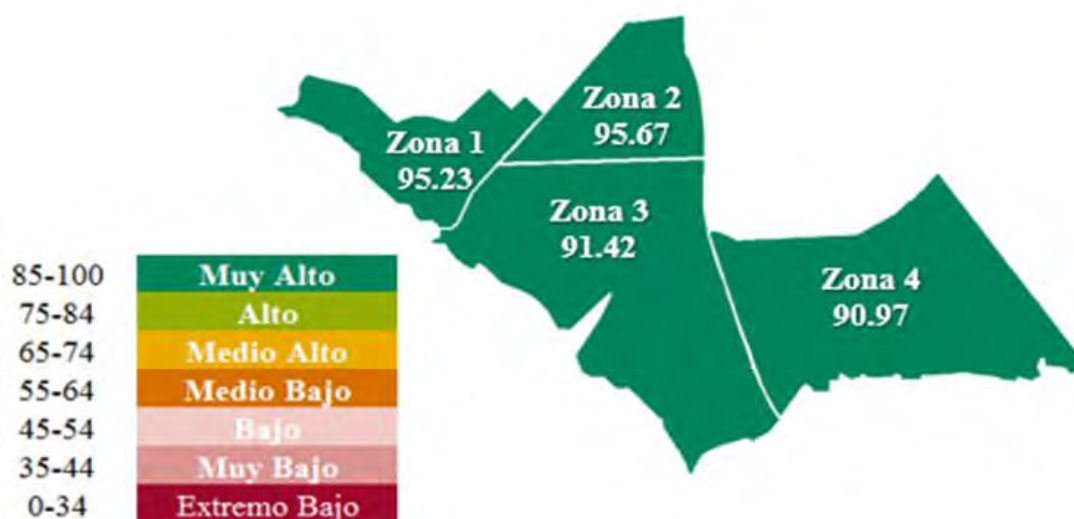 Zona 1
95.23
Zona 2
95.67
Zona 3
91.42
Zona 4
90.97
85-100 Muy Alto
75-84 Alto
65-74 Medio Alto
55-64 Medio Bajo
45-54 Bajo
35-44 Muy Bajo
0-34 Extremo Bajo